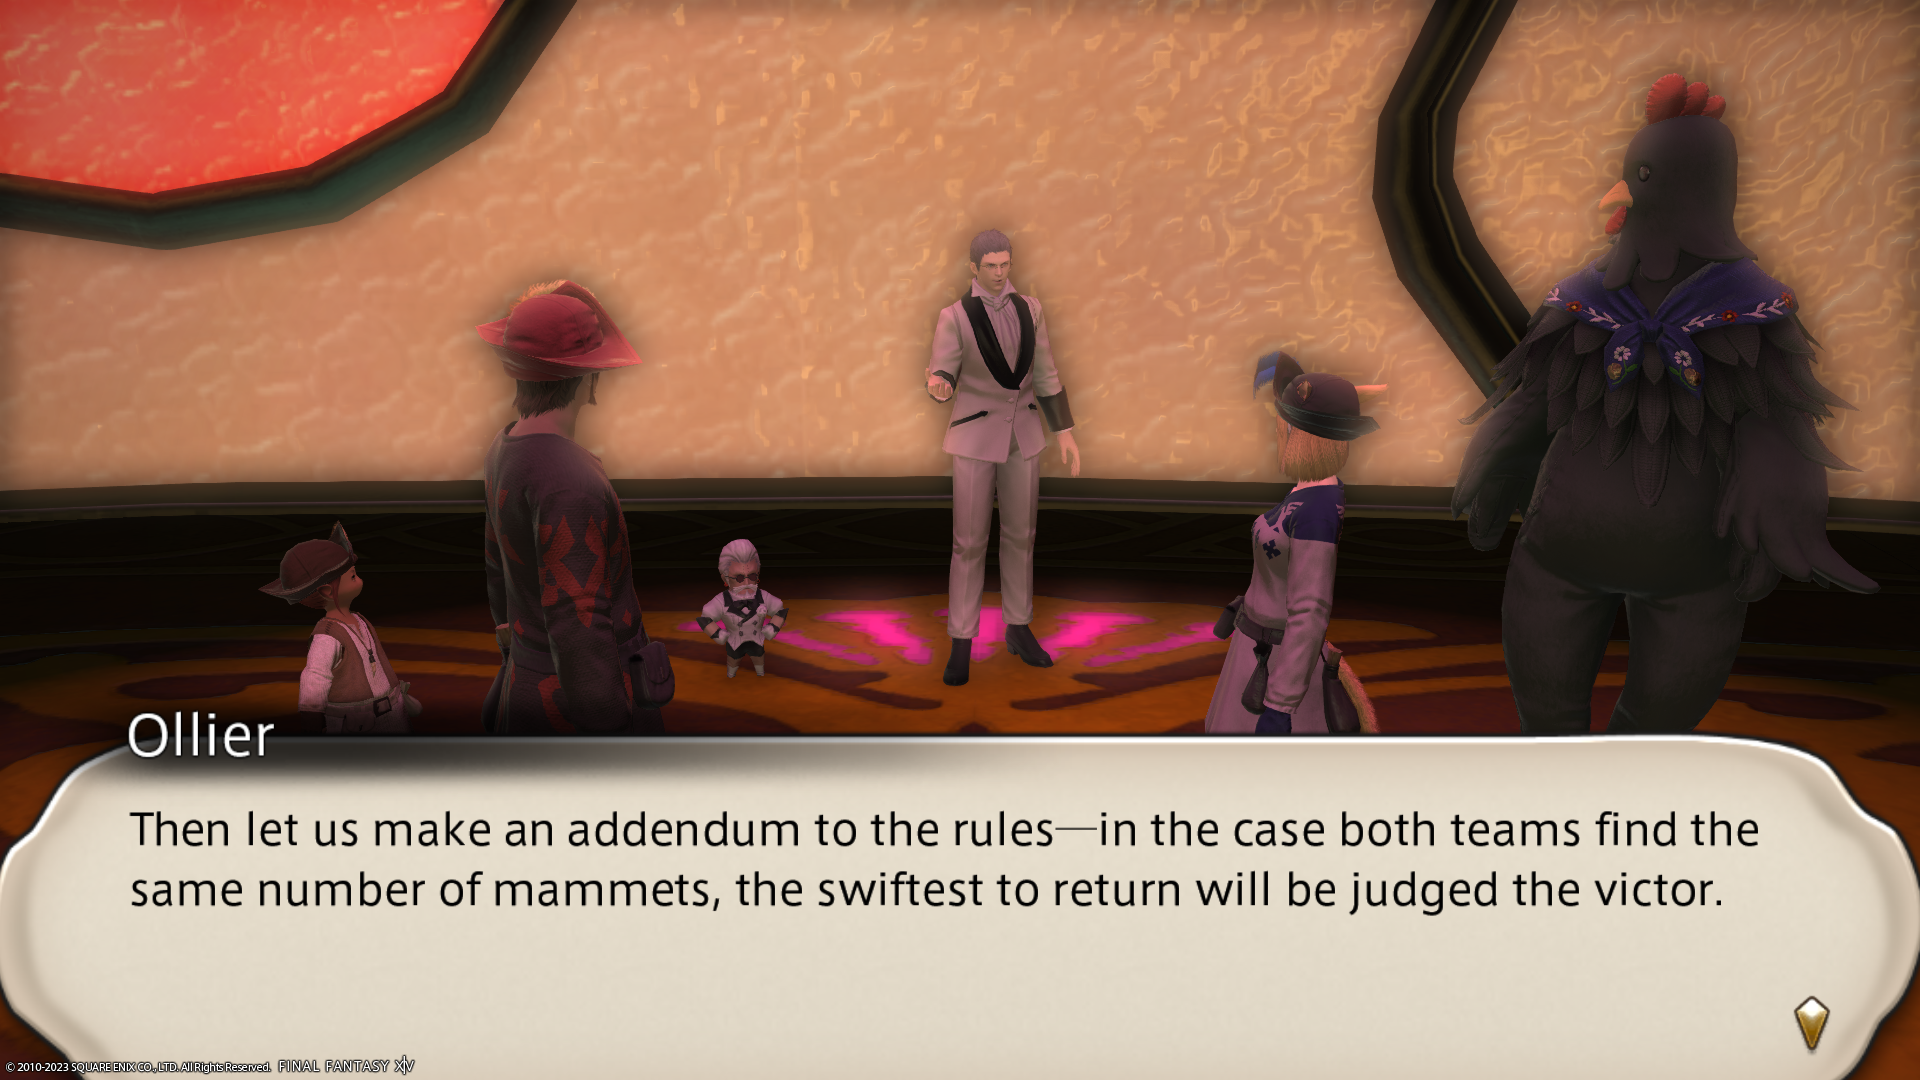 Ollier
Then let us make an addendum to the rules—in the case both teams find the
same number of mammets, the swiftest to return will be judged the victor.
© 2010-2023 SQUARE ENIX CO., LTD. All Rights Reserved. FINAL FANTASY XIV